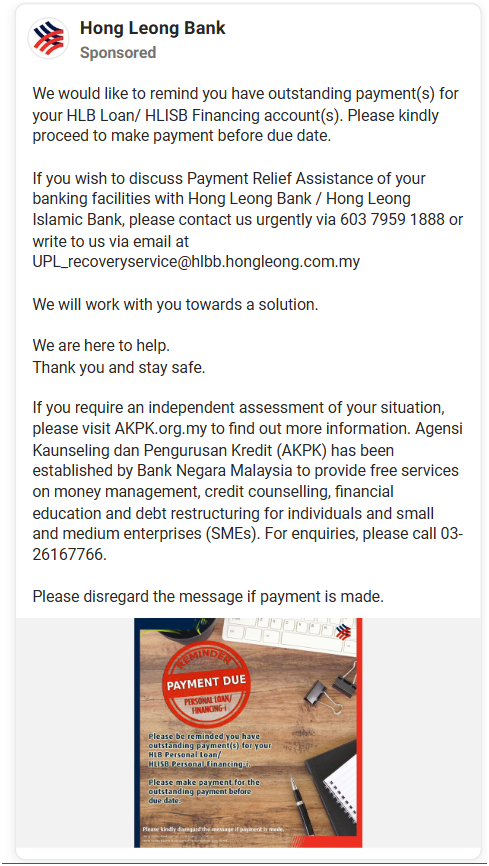 Hong Leong Bank
Sponsored
We would like to remind you have outstanding payment(s) for
your HLB Loan/ HLISB Financing account(s). Please kindly
proceed to make payment before due date.
If you wish to discuss Payment Relief Assistance of your
banking facilities with Hong Leong Bank / Hong Leong
Islamic Bank, please contact us urgently via 603 7959 1888 or
write to us via email at
UPL_recoveryservice@hlbb.hongleong.com.my
We will work with you towards a solution.
We are here to help.
Thank you and stay safe.
If you require an independent assessment of your situation,
please visit AKPK.org.my to find out more information. Agensi
Kaunseling dan Pengurusan Kredit (AKPK) has been
established by Bank Negara Malaysia to provide free services
on money management, credit counselling, financial
education and debt restructuring for individuals and small
and medium enterprises (SMEs). For enquiries, please call 03-
26167766.
Please disregard the message if payment is made.
REMINDER
PAYMENT DUE
PERSONAL LOAN/
FINANCING-i
Please be reminded you have
outstanding payment(s) for your
HLB Personal Loan/
HLISB Personal Financing-i.
Please make payment for the
outstanding payment before
due date.
Please kindly disregard the message if payment is made.